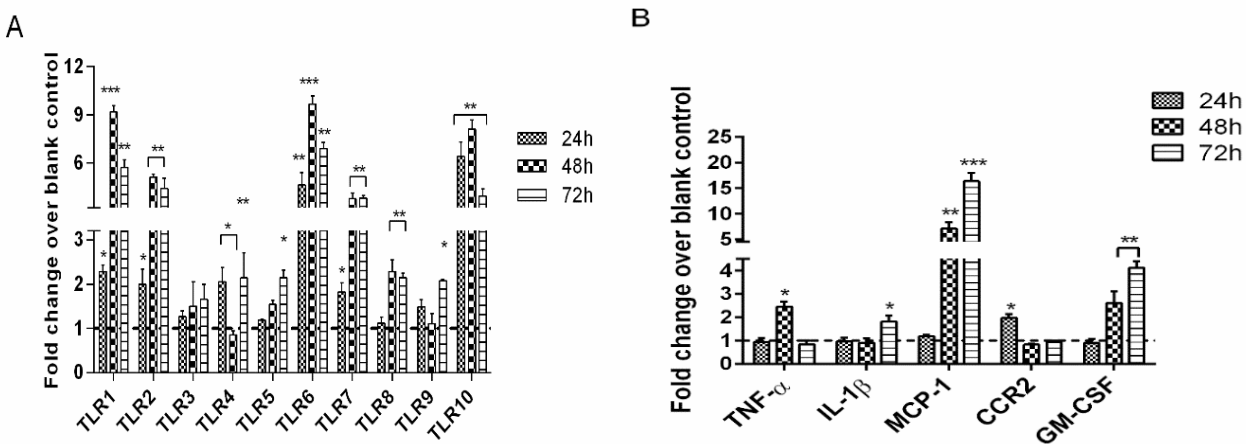 A
Fold change over blank control
12
9
6
3
2
1
0
***
**
*
**
*
*
**
*
**
***
**
*
**
**
*
**
24h
48h
72h
TLR1
TLR2
TLR3
TLR4
TLR5
TLR6
TLR7
TLR8
TLR9
TLR10
B
Fold change over blank control
25
20
15
10
5
4
3
2
1
0
*
*
**
***
*
**
24h
48h
72h
TNF-α
IL-1β
MCP-1
CCR2
GM-CSF